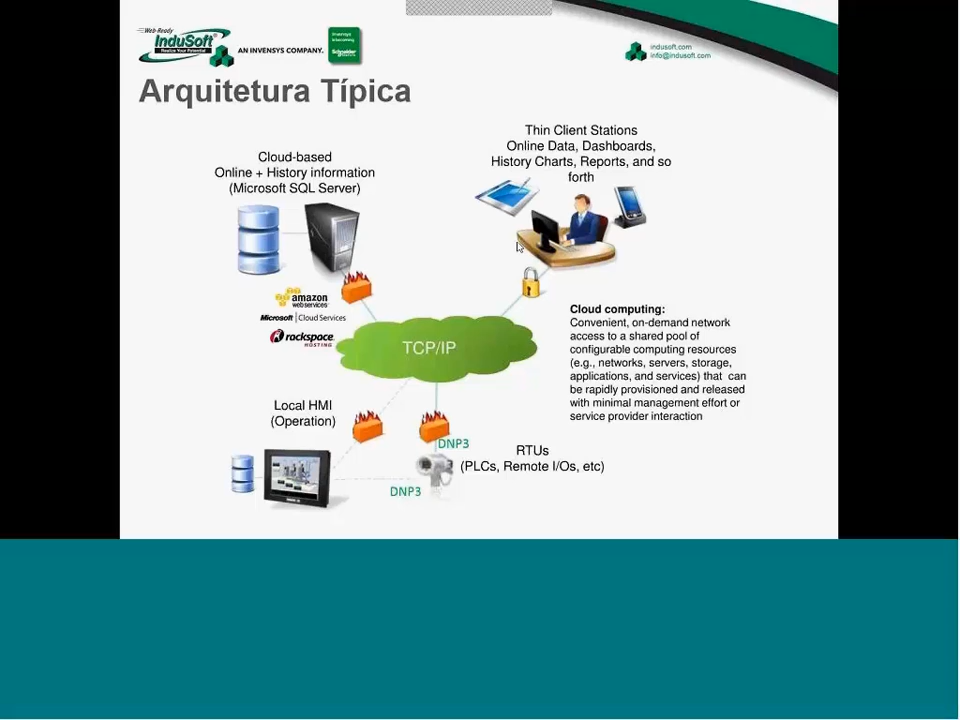 Web Ready
InduSoft®
Realize Your Potential
AN INVENSYS COMPANY.
Schneider
indusoft.com
info@indusoft.com
Arquitetura Típica
Cloud-based
Online + History information
(Microsoft SQL Server)
Thin Client Stations
Online Data, Dashboards,
History Charts, Reports, and so
forth
amazon
webservices
Microsoft | Cloud Services
rackspace
HOSTING
TCP/IP
Cloud computing:
Convenient, on-demand network
access to a shared pool of
configurable computing resources
(e.g., networks, servers, storage,
applications, and services) that can
be rapidly provisioned and released
with minimal management effort or
service provider interaction
Local HMI
(Operation)
DNP3
RTUs
(PLCs, Remote I/Os, etc)
DNP3